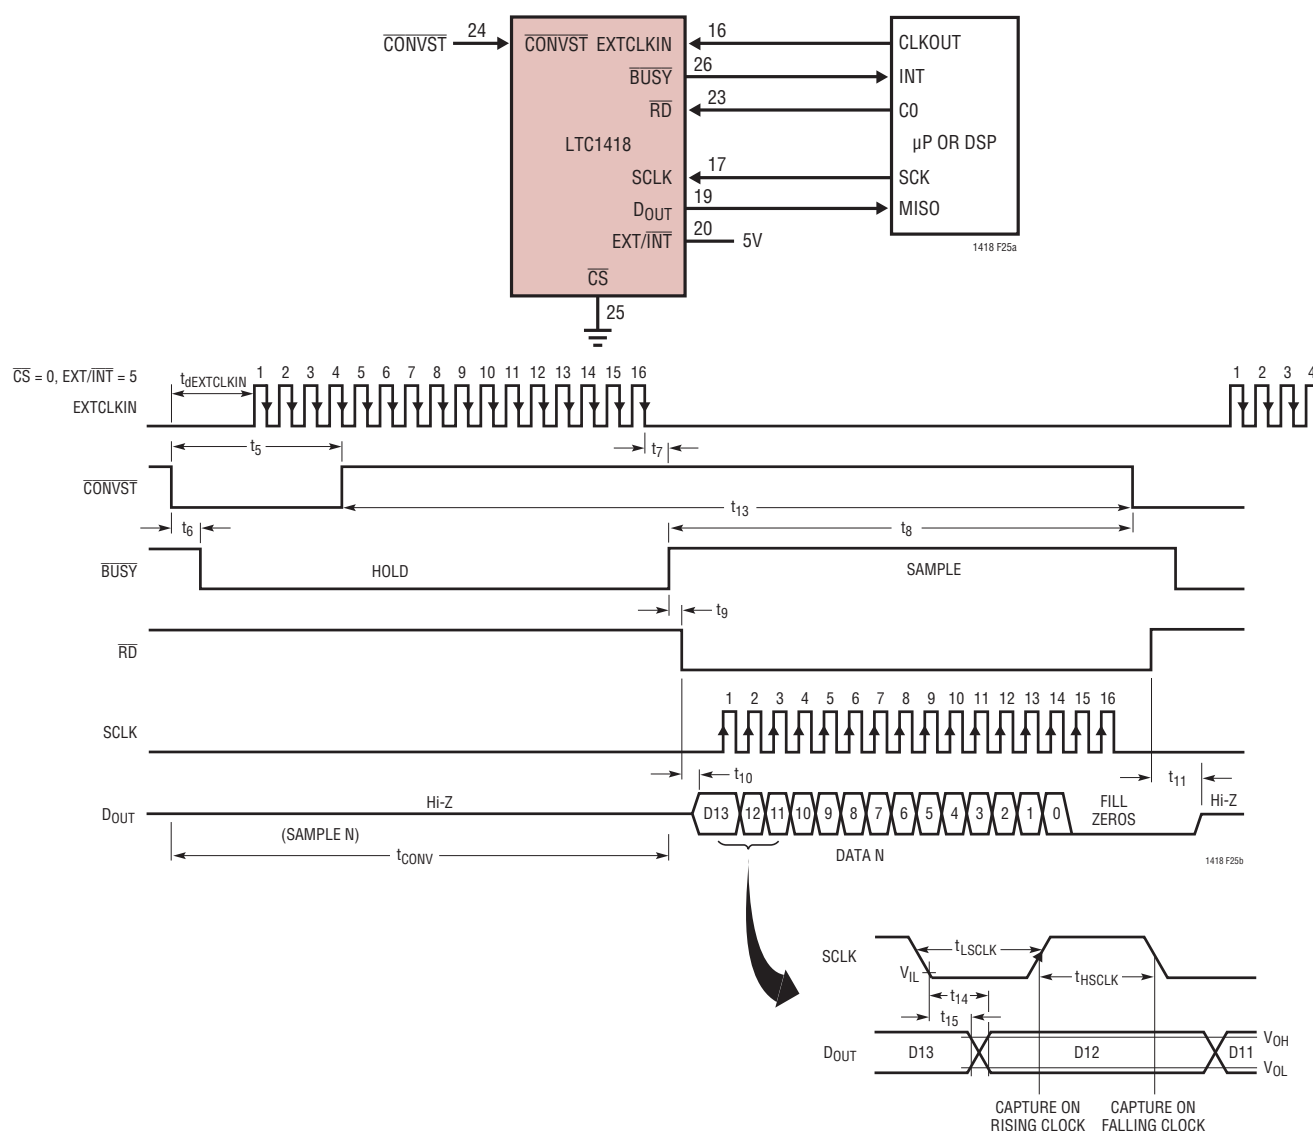 CONVST 24 CONVST EXTCLKIN 16 CLKOUT
BUSY 26 INT
RD 23 C0
LTC1418 µP OR DSP
SCLK 17 SCK
DOUT 19 MISO
EXT/INT 20 5V
1418 F25a
CS
25
CS = 0, EXT/INT = 5
EXTCLKIN
tdEXTCLKIN
1 2 3 4 5 6 7 8 9 10 11 12 13 14 15 16 1 2 3 4
t5
t7
CONVST
t13
t6
t8
BUSY HOLD SAMPLE
t9
RD
1 2 3 4 5 6 7 8 9 10 11 12 13 14 15 16
SCLK
t10
t11
DOUT Hi-Z D13 12 11 10 9 8 7 6 5 4 3 2 1 0 FILL ZEROS Hi-Z
(SAMPLE N)
tCONV
DATA N
1418 F25b
SCLK
tLSCLK
VIL
tHSCLK
t14
t15
DOUT D13 D12 D11
VOH
VOL
CAPTURE ON RISING CLOCK
CAPTURE ON FALLING CLOCK